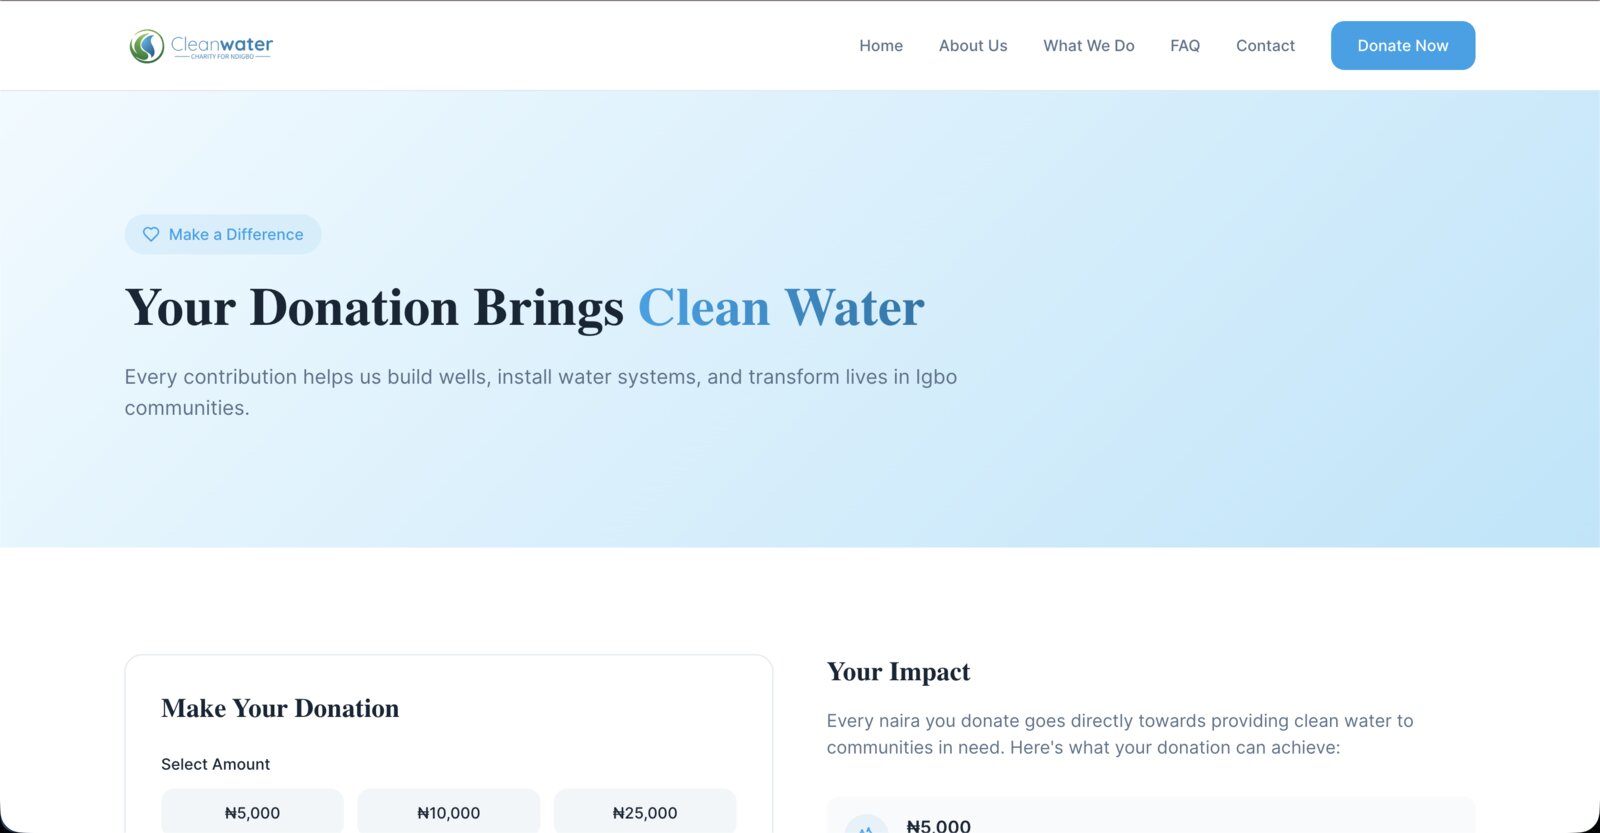 Cleanwater
CHARITY FOR NDIGBO
Home
About Us
What We Do
FAQ
Contact
Donate Now
Make a Difference
Your Donation Brings Clean Water
Every contribution helps us build wells, install water systems, and transform lives in Igbo
communities.
Make Your Donation
Select Amount
₦5,000
₦10,000
₦25,000
Your Impact
Every naira you donate goes directly towards providing clean water to
communities in need. Here's what your donation can achieve:
₦5,000